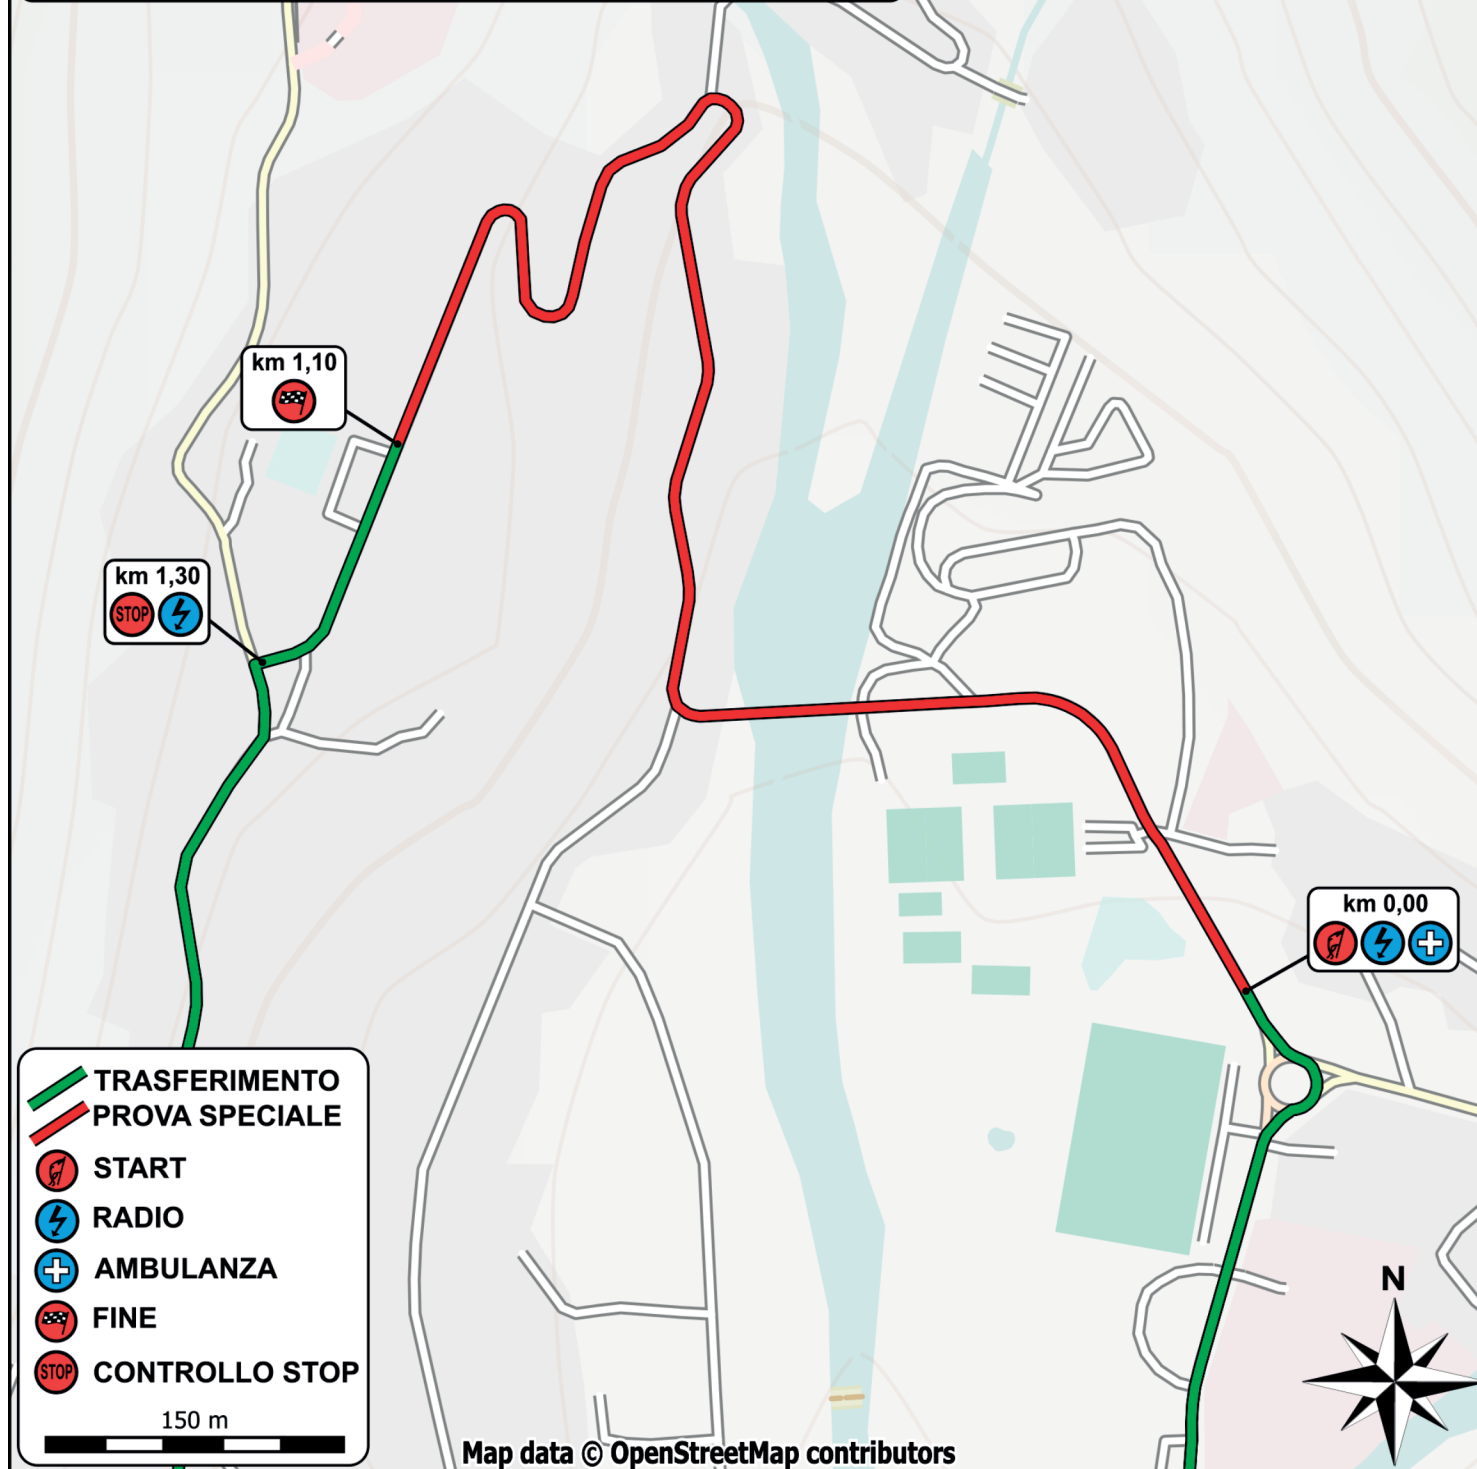 km 1,10
km 1,30
STOP
km 0,00
TRASFERIMENTO
PROVA SPECIALE
START
RADIO
AMBULANZA
FINE
STOP CONTROLLO STOP
150 m
Map data © OpenStreetMap contributors
N